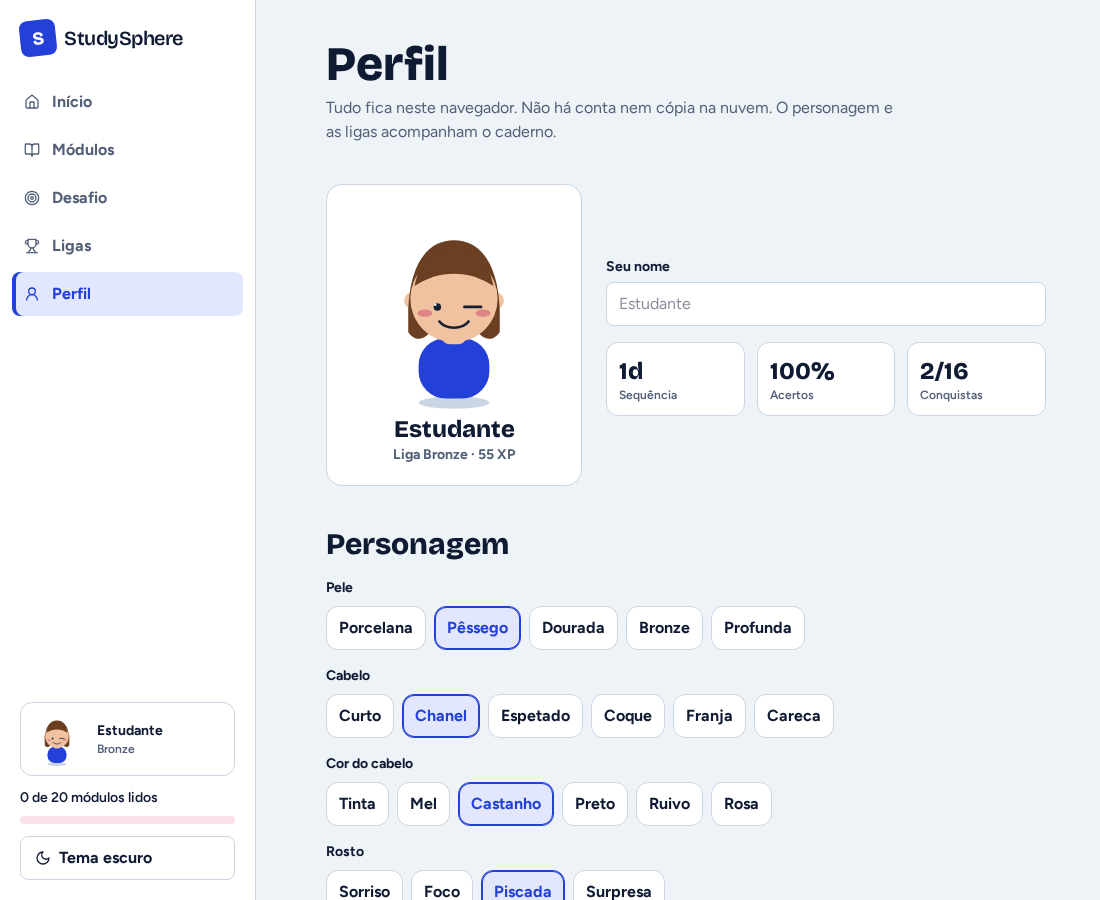 S StudySphere
Início
Módulos
Desafio
Ligas
Perfil
Estudante
Bronze
0 de 20 módulos lidos
Tema escuro
Perfil
Tudo fica neste navegador. Não há conta nem cópia na nuvem. O personagem e
as ligas acompanham o caderno.
Estudante
Liga Bronze · 55 XP
Seu nome
Estudante
1d
Sequência
100%
Acertos
2/16
Conquistas
Personagem
Pele
Porcelana Pêssego Dourada Bronze Profunda
Cabelo
Curto Chanel Espetado Coque Franja Careca
Cor do cabelo
Tinta Mel Castanho Preto Ruivo Rosa
Rosto
Sorriso Foco Piscada Surpresa